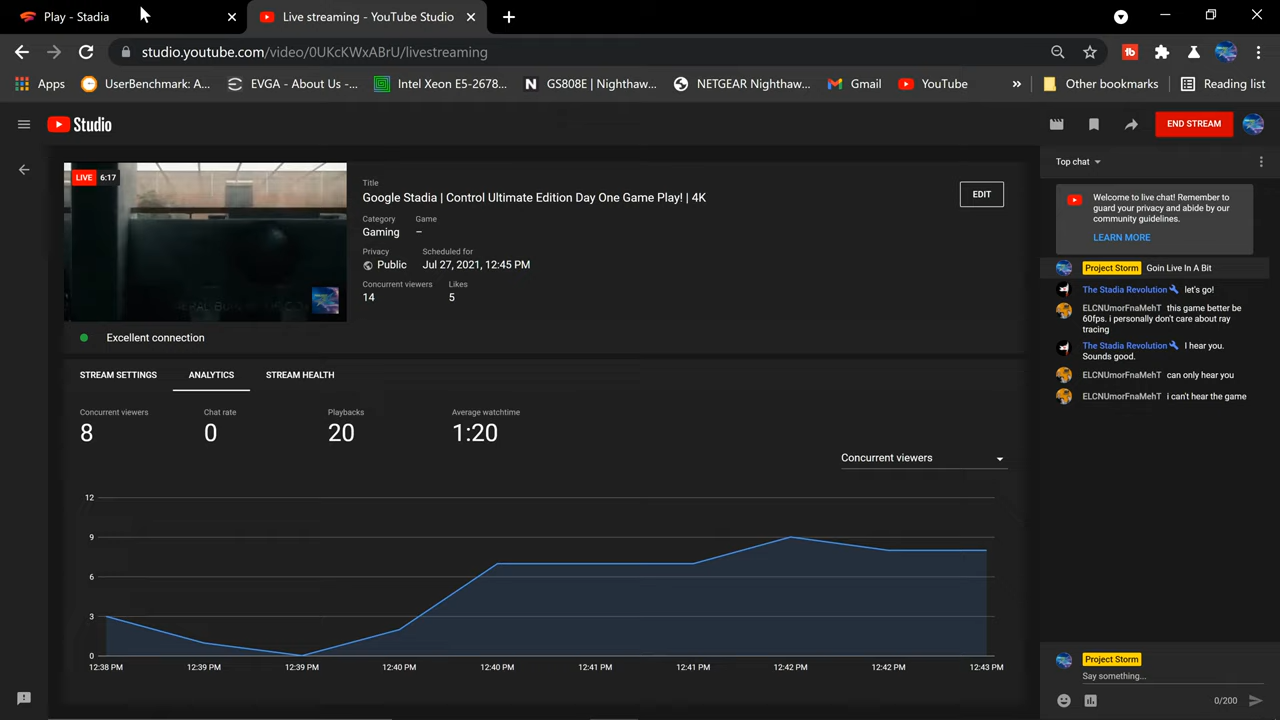 Play - Stadia
Live streaming - YouTube Studio
studio.youtube.com/video/0UKcKWxABrU/livestreaming
Apps
UserBenchmark: A...
EVGA - About Us -...
Intel Xeon E5-2678...
GS808E | Nighthaw...
NETGEAR Nighthaw...
Gmail
YouTube
»
Other bookmarks
Reading list
Studio
END STREAM
LIVE 6:17
Title
Google Stadia | Control Ultimate Edition Day One Game Play! | 4K
EDIT
Category Game
Gaming –
Privacy Scheduled for
Public Jul 27, 2021, 12:45 PM
Concurrent viewers Likes
14 5
Excellent connection
STREAM SETTINGS ANALYTICS STREAM HEALTH
Concurrent viewers Chat rate Playbacks Average watchtime
8 0 20 1:20
Concurrent viewers
12
9
6
3
0
12:38 PM 12:39 PM 12:39 PM 12:40 PM 12:40 PM 12:41 PM 12:41 PM 12:42 PM 12:42 PM 12:43 PM
Top chat
Welcome to live chat! Remember to
guard your privacy and abide by our
community guidelines.
LEARN MORE
Project Storm Goin Live In A Bit
The Stadia Revolution let's go!
ELCNUmorFnaMehT this game better be
60fps. i personally don't care about ray
tracing
The Stadia Revolution I hear you.
Sounds good.
ELCNUmorFnaMehT can only hear you
ELCNUmorFnaMehT i can't hear the game
Project Storm
Say something...
0/200